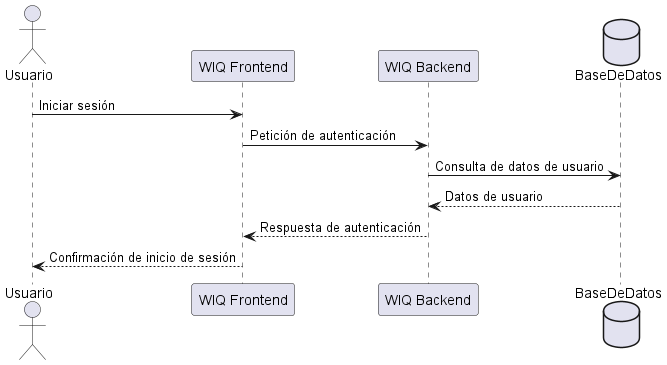 Usuario
WIQ Frontend
WIQ Backend
BaseDeDatos
Iniciar sesión
Petición de autenticación
Consulta de datos de usuario
Datos de usuario
Respuesta de autenticación
Confirmación de inicio de sesión
Usuario
WIQ Frontend
WIQ Backend
BaseDeDatos